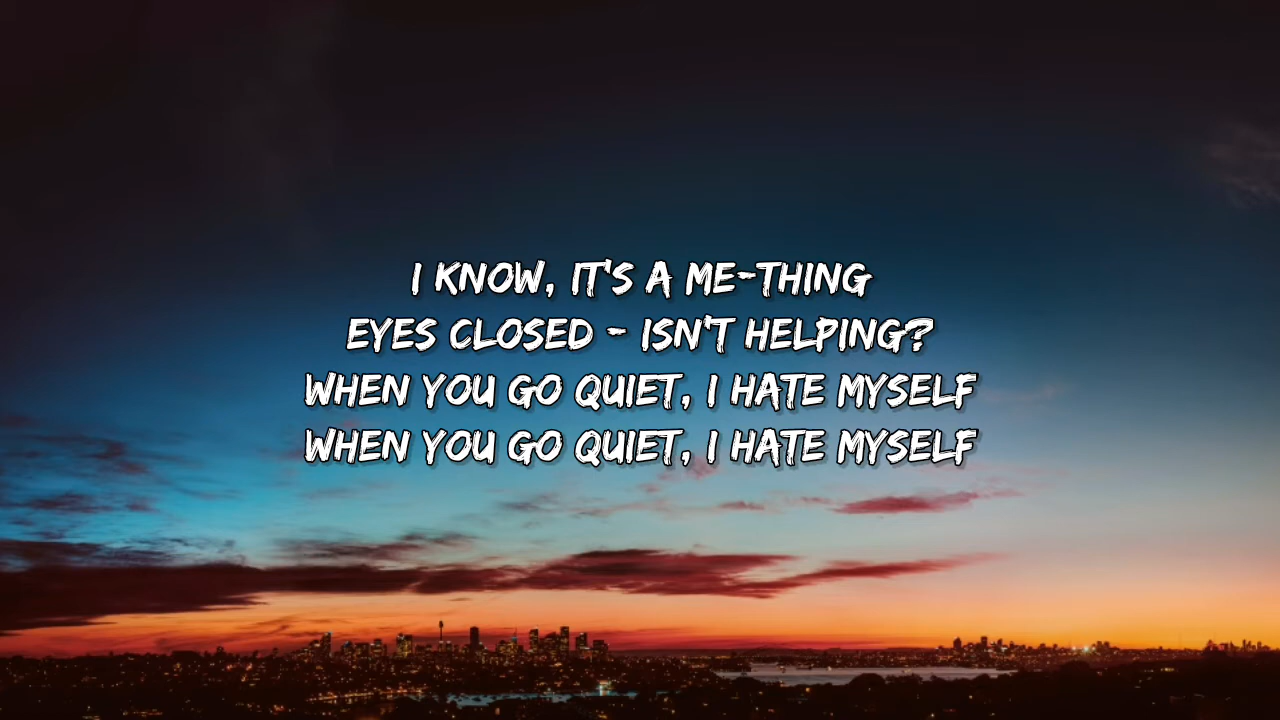 I KNOW, IT'S A ME-THING
EYES CLOSED - ISN'T HELPING?
WHEN YOU GO QUIET, I HATE MYSELF
WHEN YOU GO QUIET, I HATE MYSELF